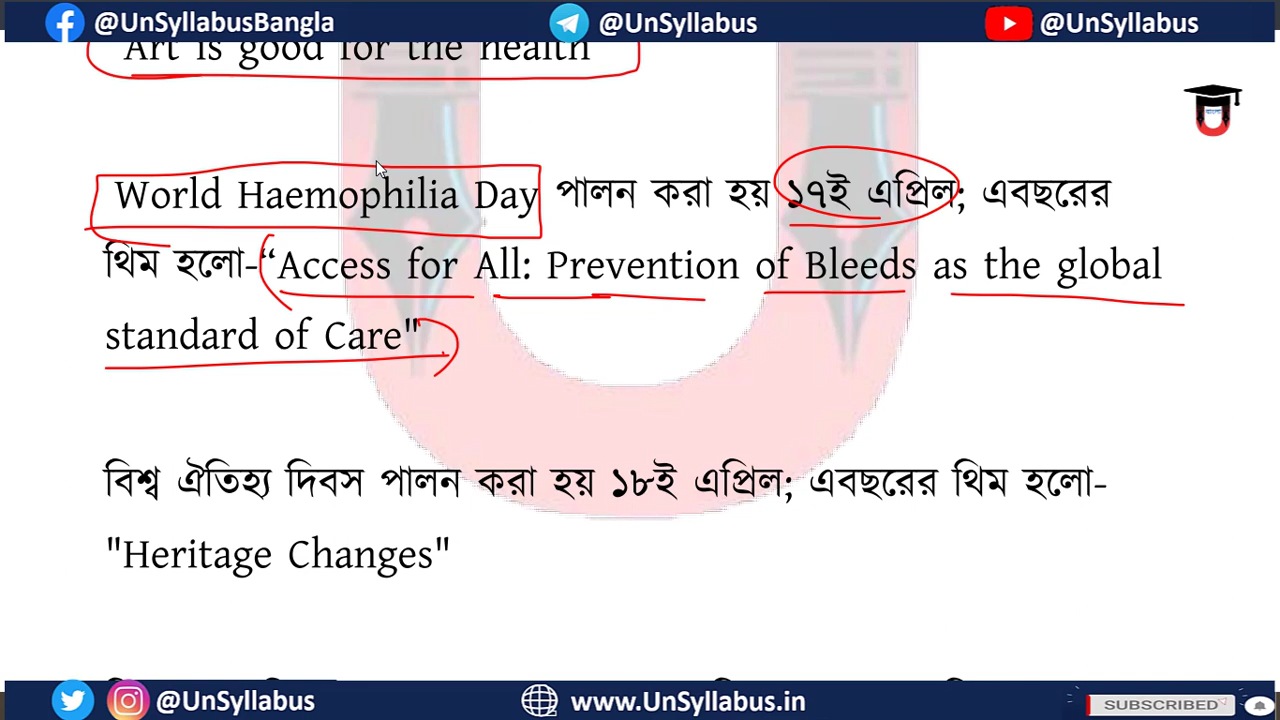 @UnSyllabusBangla @UnSyllabus @UnSyllabus
Art is good for the health
World Haemophilia Day পালন করা হয় ১৭ই এপ্রিল; এবছরের
থিম হলো-“Access for All: Prevention of Bleeds as the global
standard of Care"
বিশ্ব ঐতিহ্য দিবস পালন করা হয় ১৮ই এপ্রিল; এবছরের থিম হলো-
"Heritage Changes"
@UnSyllabus www.UnSyllabus.in SUBSCRIBED